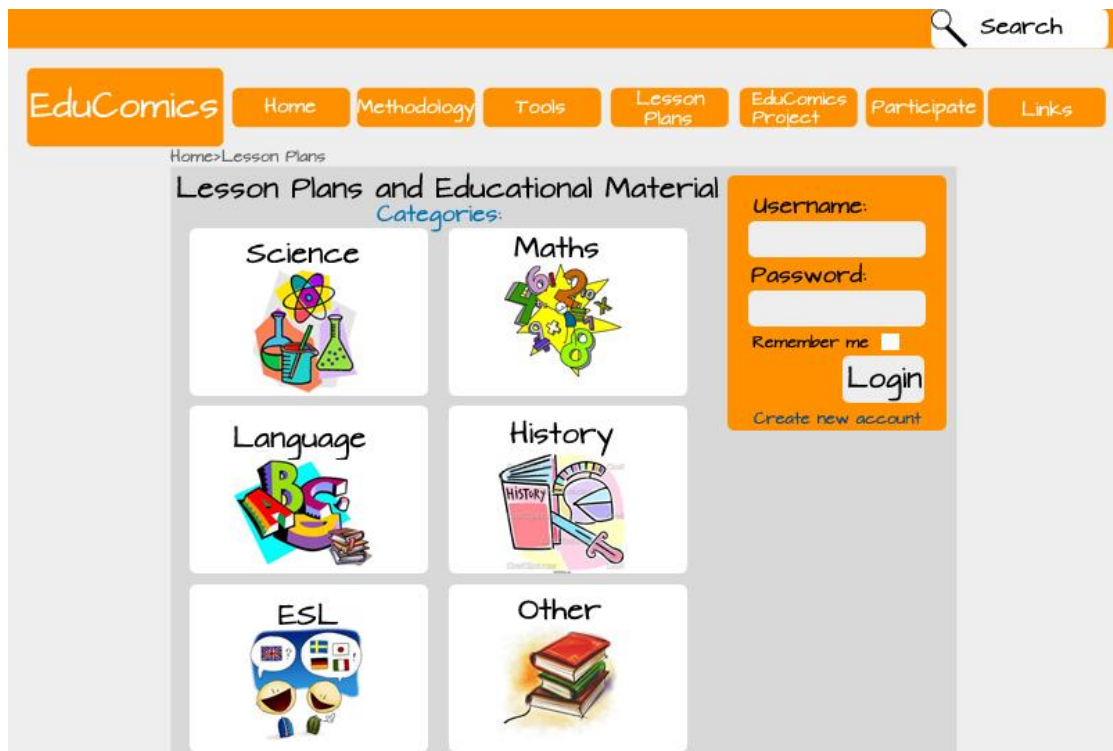 Search
EduComics
Home
Methodology
Tools
Lesson
Plans
EduComics
Project
Participate
Links
Home>Lesson Plans
Lesson Plans and Educational Material
Categories:
Science
Maths
Language
History
HISTORY
ESL
Other
Username:
Password:
Remember me
Login
Create new account